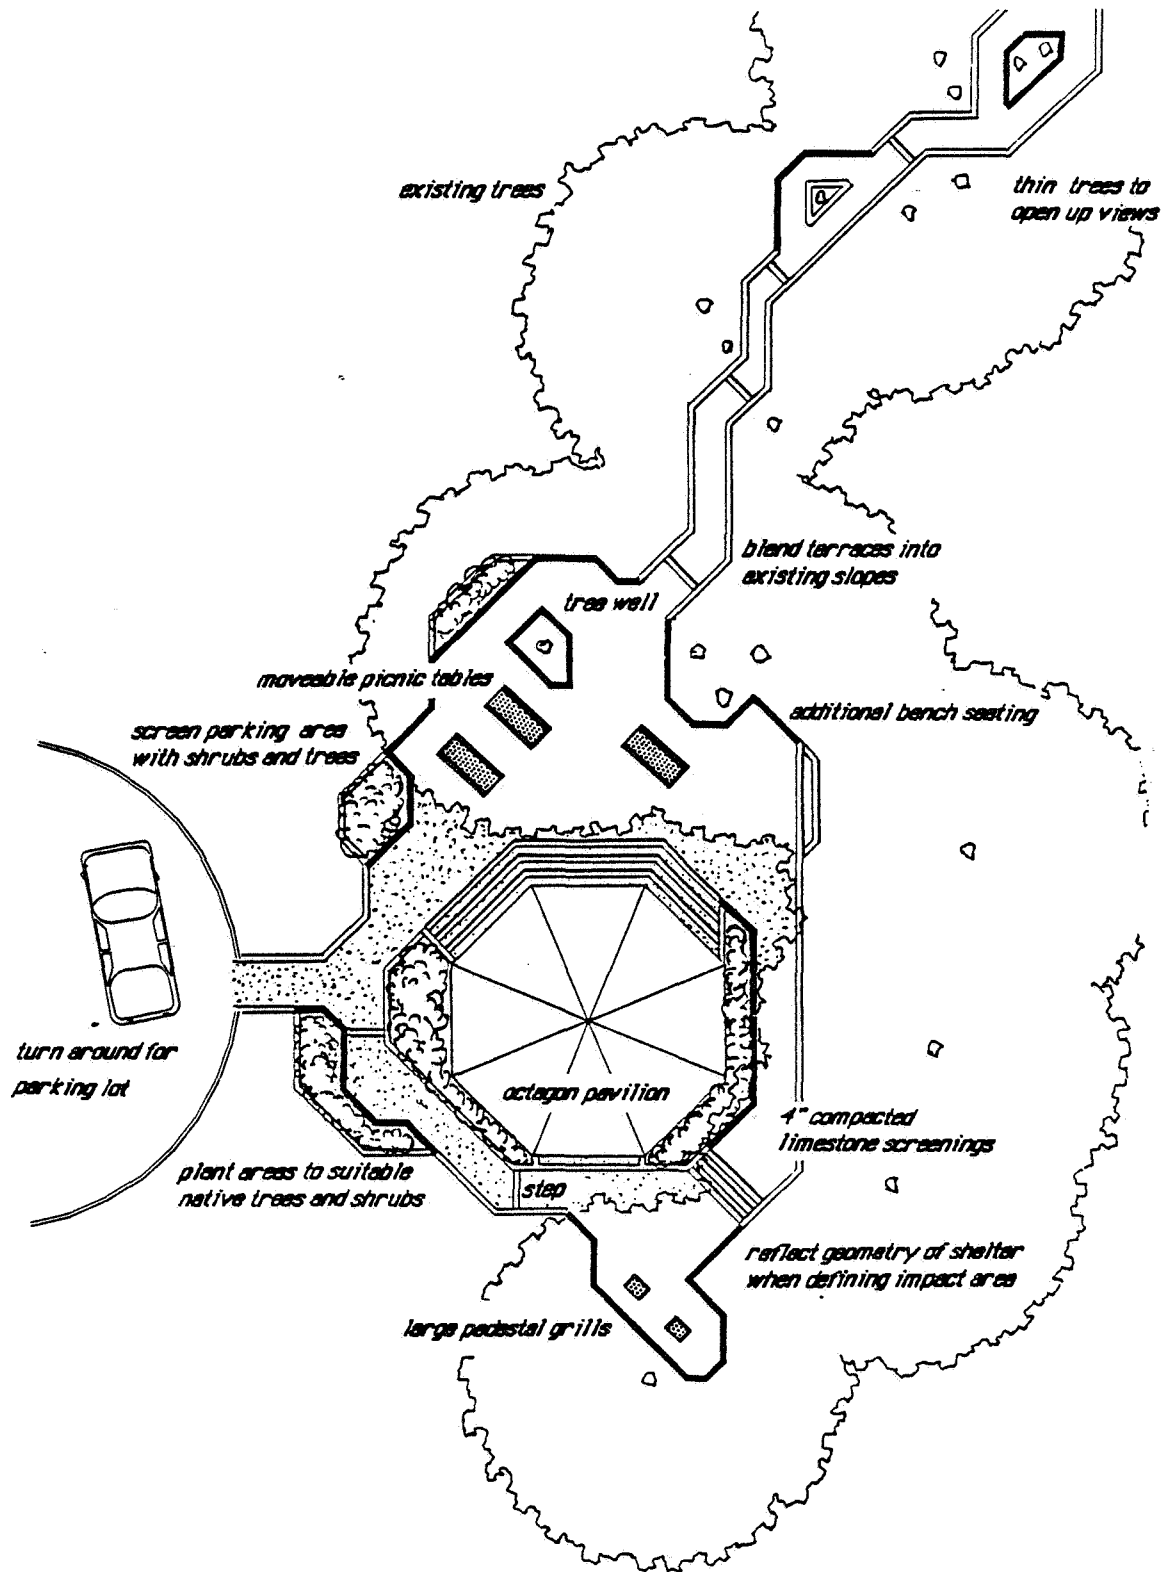 existing trees
thin trees to
open up views
blend terraces into
existing slopes
tree well
moveable picnic tables
additional bench seating
screen parking area
with shrubs and trees
turn around for
parking lot
octagon pavilion
4" compacted
limestone screenings
plant areas to suitable
native trees and shrubs
step
reflect geometry of shelter
when defining impact area
large pedestal grills